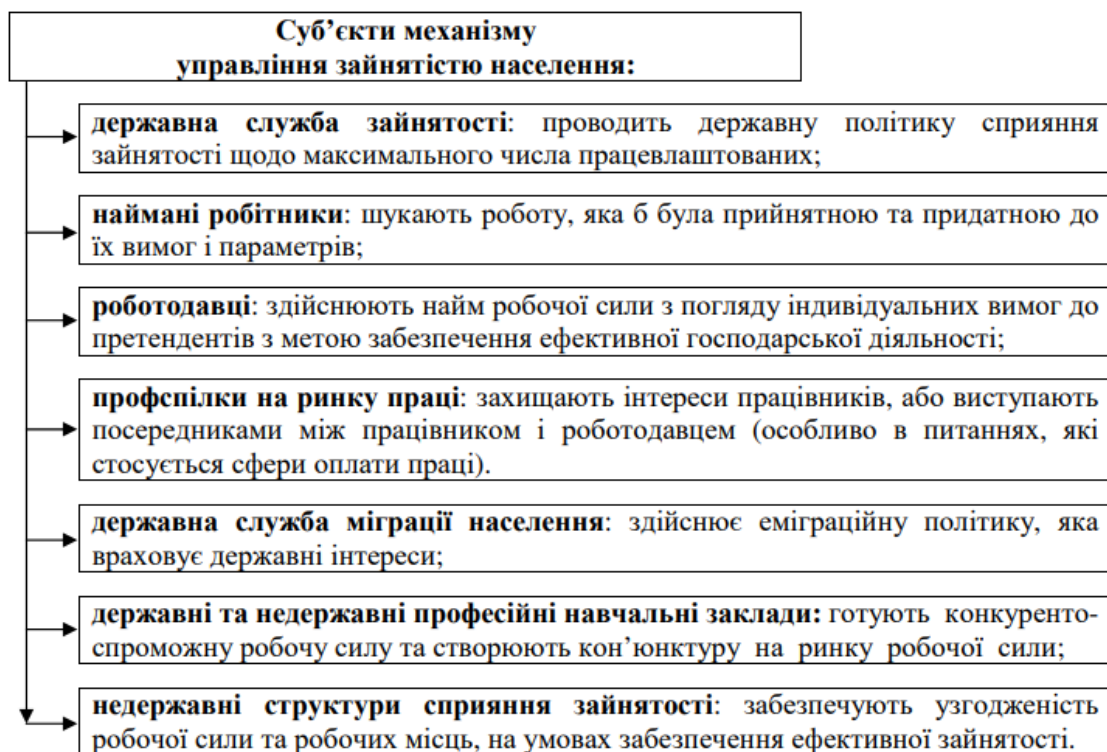 Суб’єкти механізму
управління зайнятістю населення:
державна служба зайнятості: проводить державну політику сприяння
зайнятості щодо максимального числа працевлаштованих;
наймані робітники: шукають роботу, яка б була прийнятною та придатною до
їх вимог і параметрів;
роботодавці: здійснюють найм робочої сили з погляду індивідуальних вимог до
претендентів з метою забезпечення ефективної господарської діяльності;
профспілки на ринку праці: захищають інтереси працівників, або виступають
посередниками між працівником і роботодавцем (особливо в питаннях, які
стосується сфери оплати праці).
державна служба міграції населення: здійснює еміграційну політику, яка
враховує державні інтереси;
державні та недержавні професійні навчальні заклади: готують конкуренто-
спроможну робочу силу та створюють кон’юнктуру на ринку робочої сили;
недержавні структури сприяння зайнятості: забезпечують узгодженість
робочої сили та робочих місць, на умовах забезпечення ефективної зайнятості.